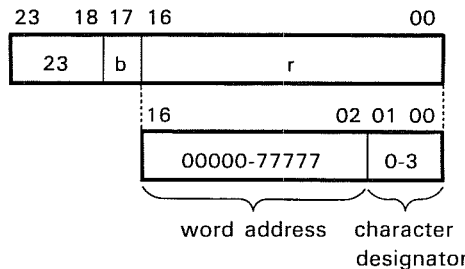 23 18 17 16 00
23 b r
16 02 01 00
00000-77777 0-3
word address character
designator